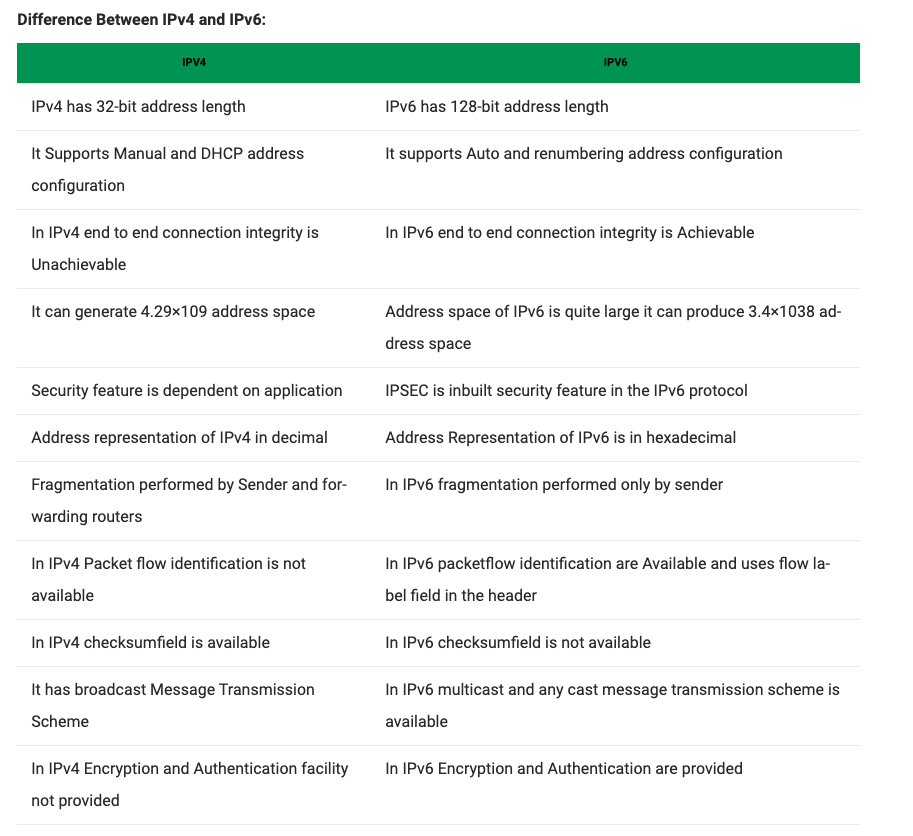 Difference Between IPv4 and IPv6:
IPV4 IPV6
IPv4 has 32-bit address length IPv6 has 128-bit address length
It Supports Manual and DHCP address It supports Auto and renumbering address configuration
configuration
In IPv4 end to end connection integrity is In IPv6 end to end connection integrity is Achievable
Unachievable
It can generate 4.29×109 address space Address space of IPv6 is quite large it can produce 3.4×1038 ad-
dress space
Security feature is dependent on application IPSEC is inbuilt security feature in the IPv6 protocol
Address representation of IPv4 in decimal Address Representation of IPv6 is in hexadecimal
Fragmentation performed by Sender and for- In IPv6 fragmentation performed only by sender
warding routers
In IPv4 Packet flow identification is not In IPv6 packetflow identification are Available and uses flow la-
available bel field in the header
In IPv4 checksumfield is available In IPv6 checksumfield is not available
It has broadcast Message Transmission In IPv6 multicast and any cast message transmission scheme is
Scheme available
In IPv4 Encryption and Authentication facility In IPv6 Encryption and Authentication are provided
not provided